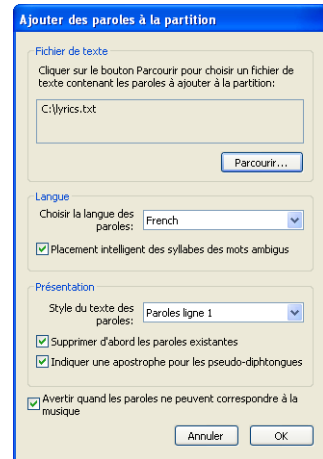 Ajouter des paroles à la partition
Fichier de texte
Cliquer sur le bouton Parcourir pour choisir un fichier de
texte contenant les paroles à ajouter à la partition:
C:\lyrics.txt
Parcourir...
Langue
Choisir la langue des
paroles:
French
Placement intelligent des syllabes des mots ambigus
Présentation
Style du texte des
paroles:
Paroles ligne 1
Supprimer d'abord les paroles existantes
Indiquer une apostrophe pour les pseudo-diphtongues
Avertir quand les paroles ne peuvent correspondre à la
musique
Annuler
OK